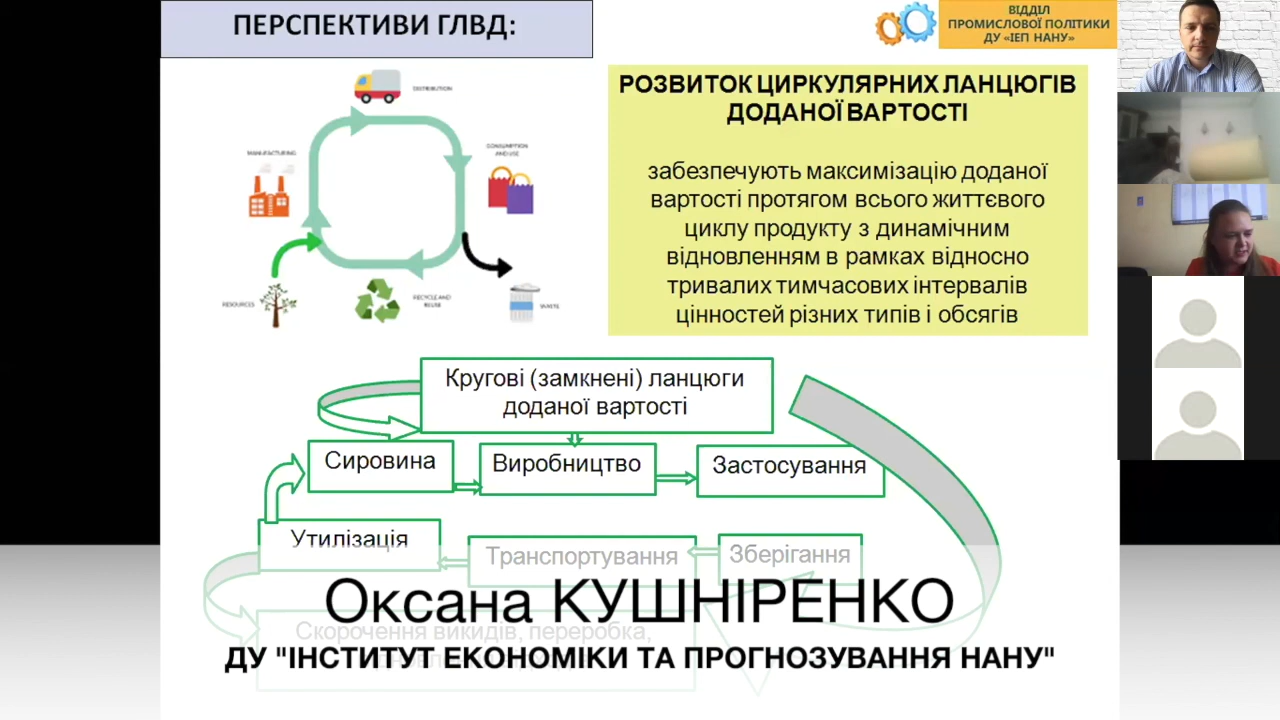 ПЕРСПЕКТИВИ ГЛВД:
ВІДДІЛ
ПРОМИСЛОВОЇ ПОЛІТИКИ
ДУ «ІЕП НАНУ»
DISTRIBUTION
MANUFACTURING
CONSUMPTION
AND USE
RESOURCES
RECYCLE AND
REUSE
WASTE
РОЗВИТОК ЦИРКУЛЯРНИХ ЛАНЦЮГІВ
ДОДАНОЇ ВАРТОСТІ
забезпечують максимізацію доданої
вартості протягом всього життєвого
циклу продукту з динамічним
відновленням в рамках відносно
тривалих тимчасових інтервалів
цінностей різних типів і обсягів
Кругові (замкнені) ланцюги
доданої вартості
Сировина
Виробництво
Застосування
Утилізація
Транспортування
Зберігання
Скорочення викидів, переробка,
Оксана КУШНІРЕНКО
ДУ "ІНСТИТУТ ЕКОНОМІКИ ТА ПРОГНОЗУВАННЯ НАНУ"